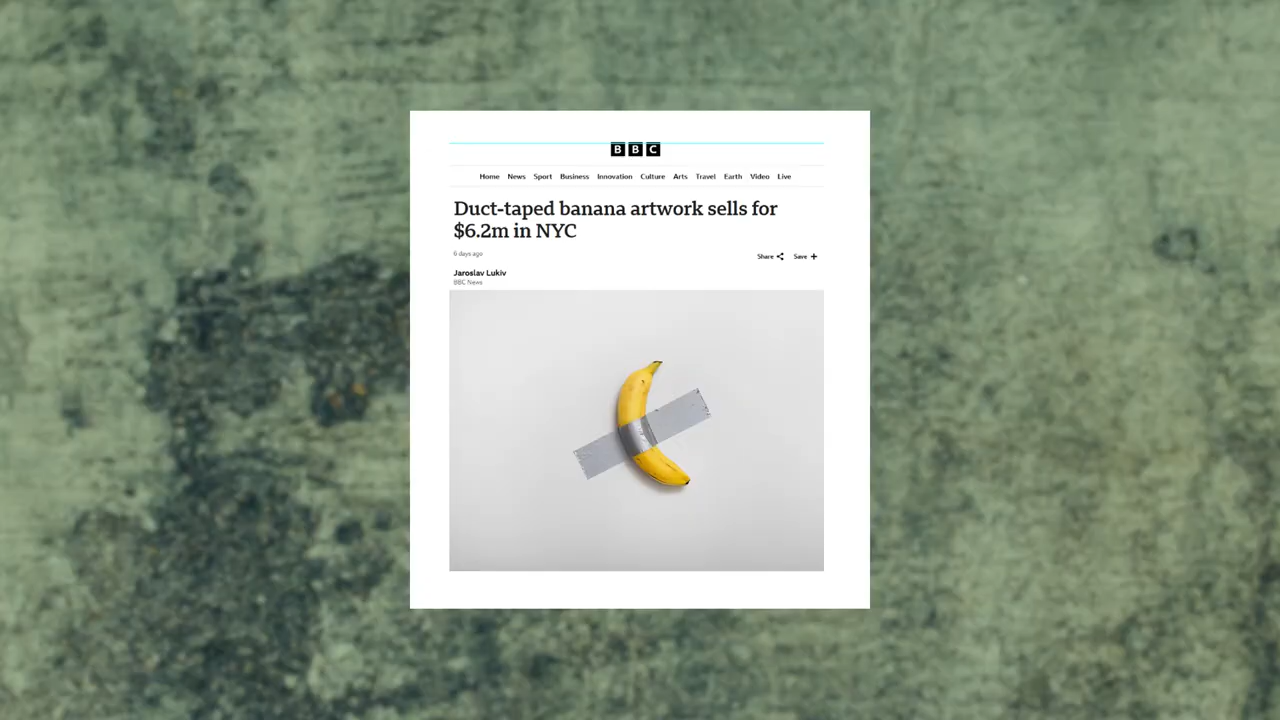 BBC
Home News Sport Business Innovation Culture Arts Travel Earth Video Live
Duct-taped banana artwork sells for
$6.2m in NYC
6 days ago
Share Save
Jaroslav Lukiv
BBC News